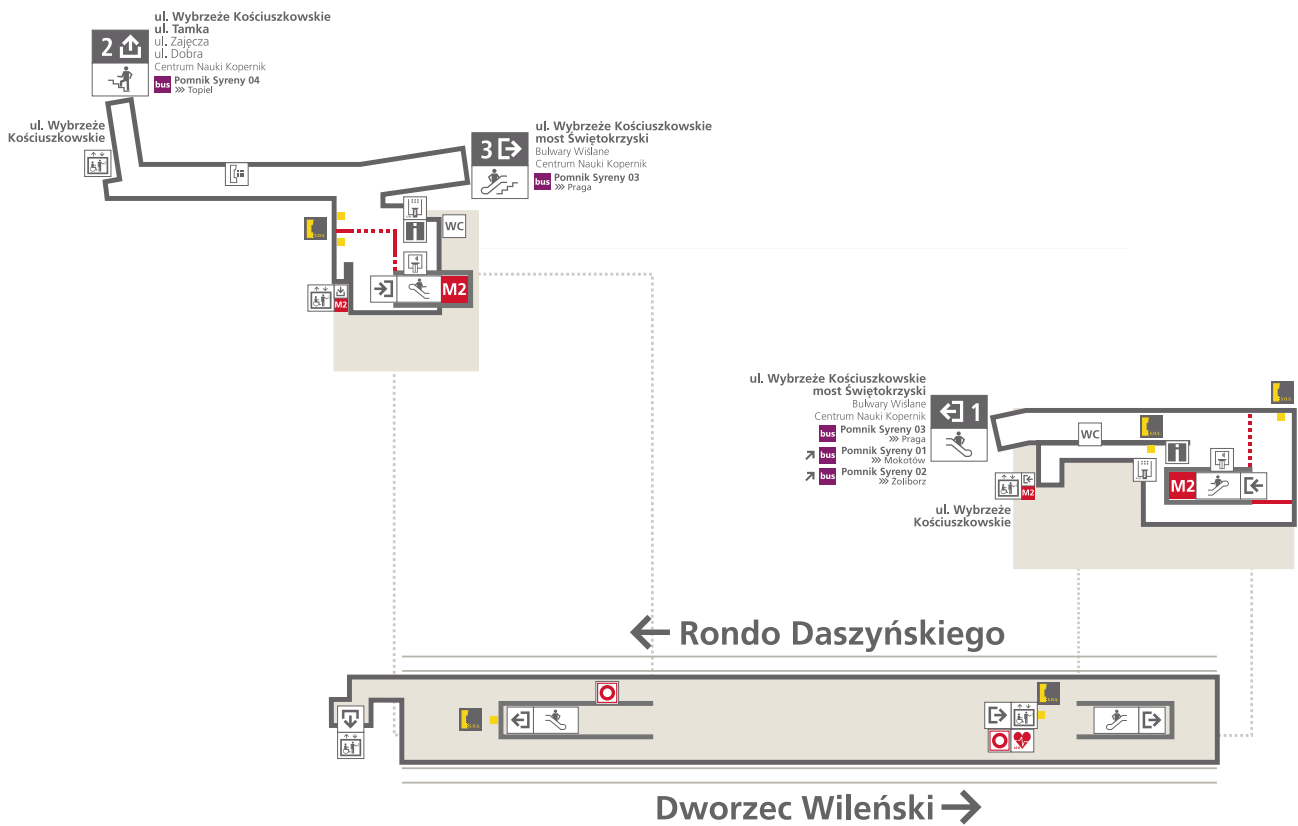 ul. Wybrzeże Kościuszkowskie
ul. Tamka
ul. Zajęcza
ul. Dobra
Centrum Nauki Kopernik
bus Pomnik Syreny 04
>>> Topiel
2
ul. Wybrzeże
Kościuszkowskie
3
ul. Wybrzeże Kościuszkowskie
most Świętokrzyski
Bulwary Wiślane
Centrum Nauki Kopernik
bus Pomnik Syreny 03
>>> Praga
WC
s.o.s.
M2
M2
ul. Wybrzeże Kościuszkowskie
most Świętokrzyski
Bulwary Wiślane
Centrum Nauki Kopernik
bus Pomnik Syreny 03
>>> Praga
bus Pomnik Syreny 01
>>> Mokotów
bus Pomnik Syreny 02
>>> Żoliborz
1
s.o.s.
s.o.s.
WC
M2
M2
ul. Wybrzeże
Kościuszkowskie
← Rondo Daszyńskiego
s.o.s.
s.o.s.
Dworzec Wileński →